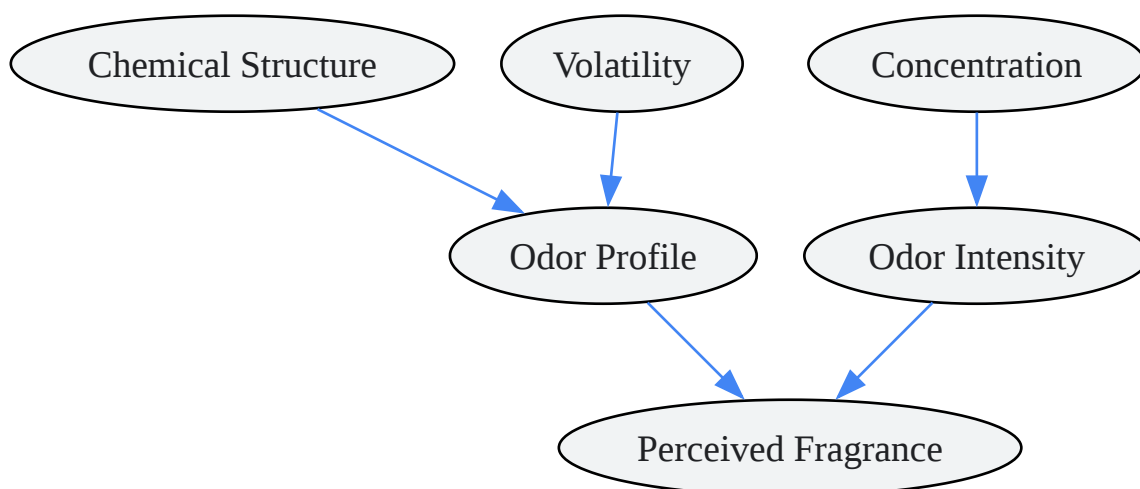 Chemical Structure
Volatility
Concentration
Odor Profile
Odor Intensity
Perceived Fragrance